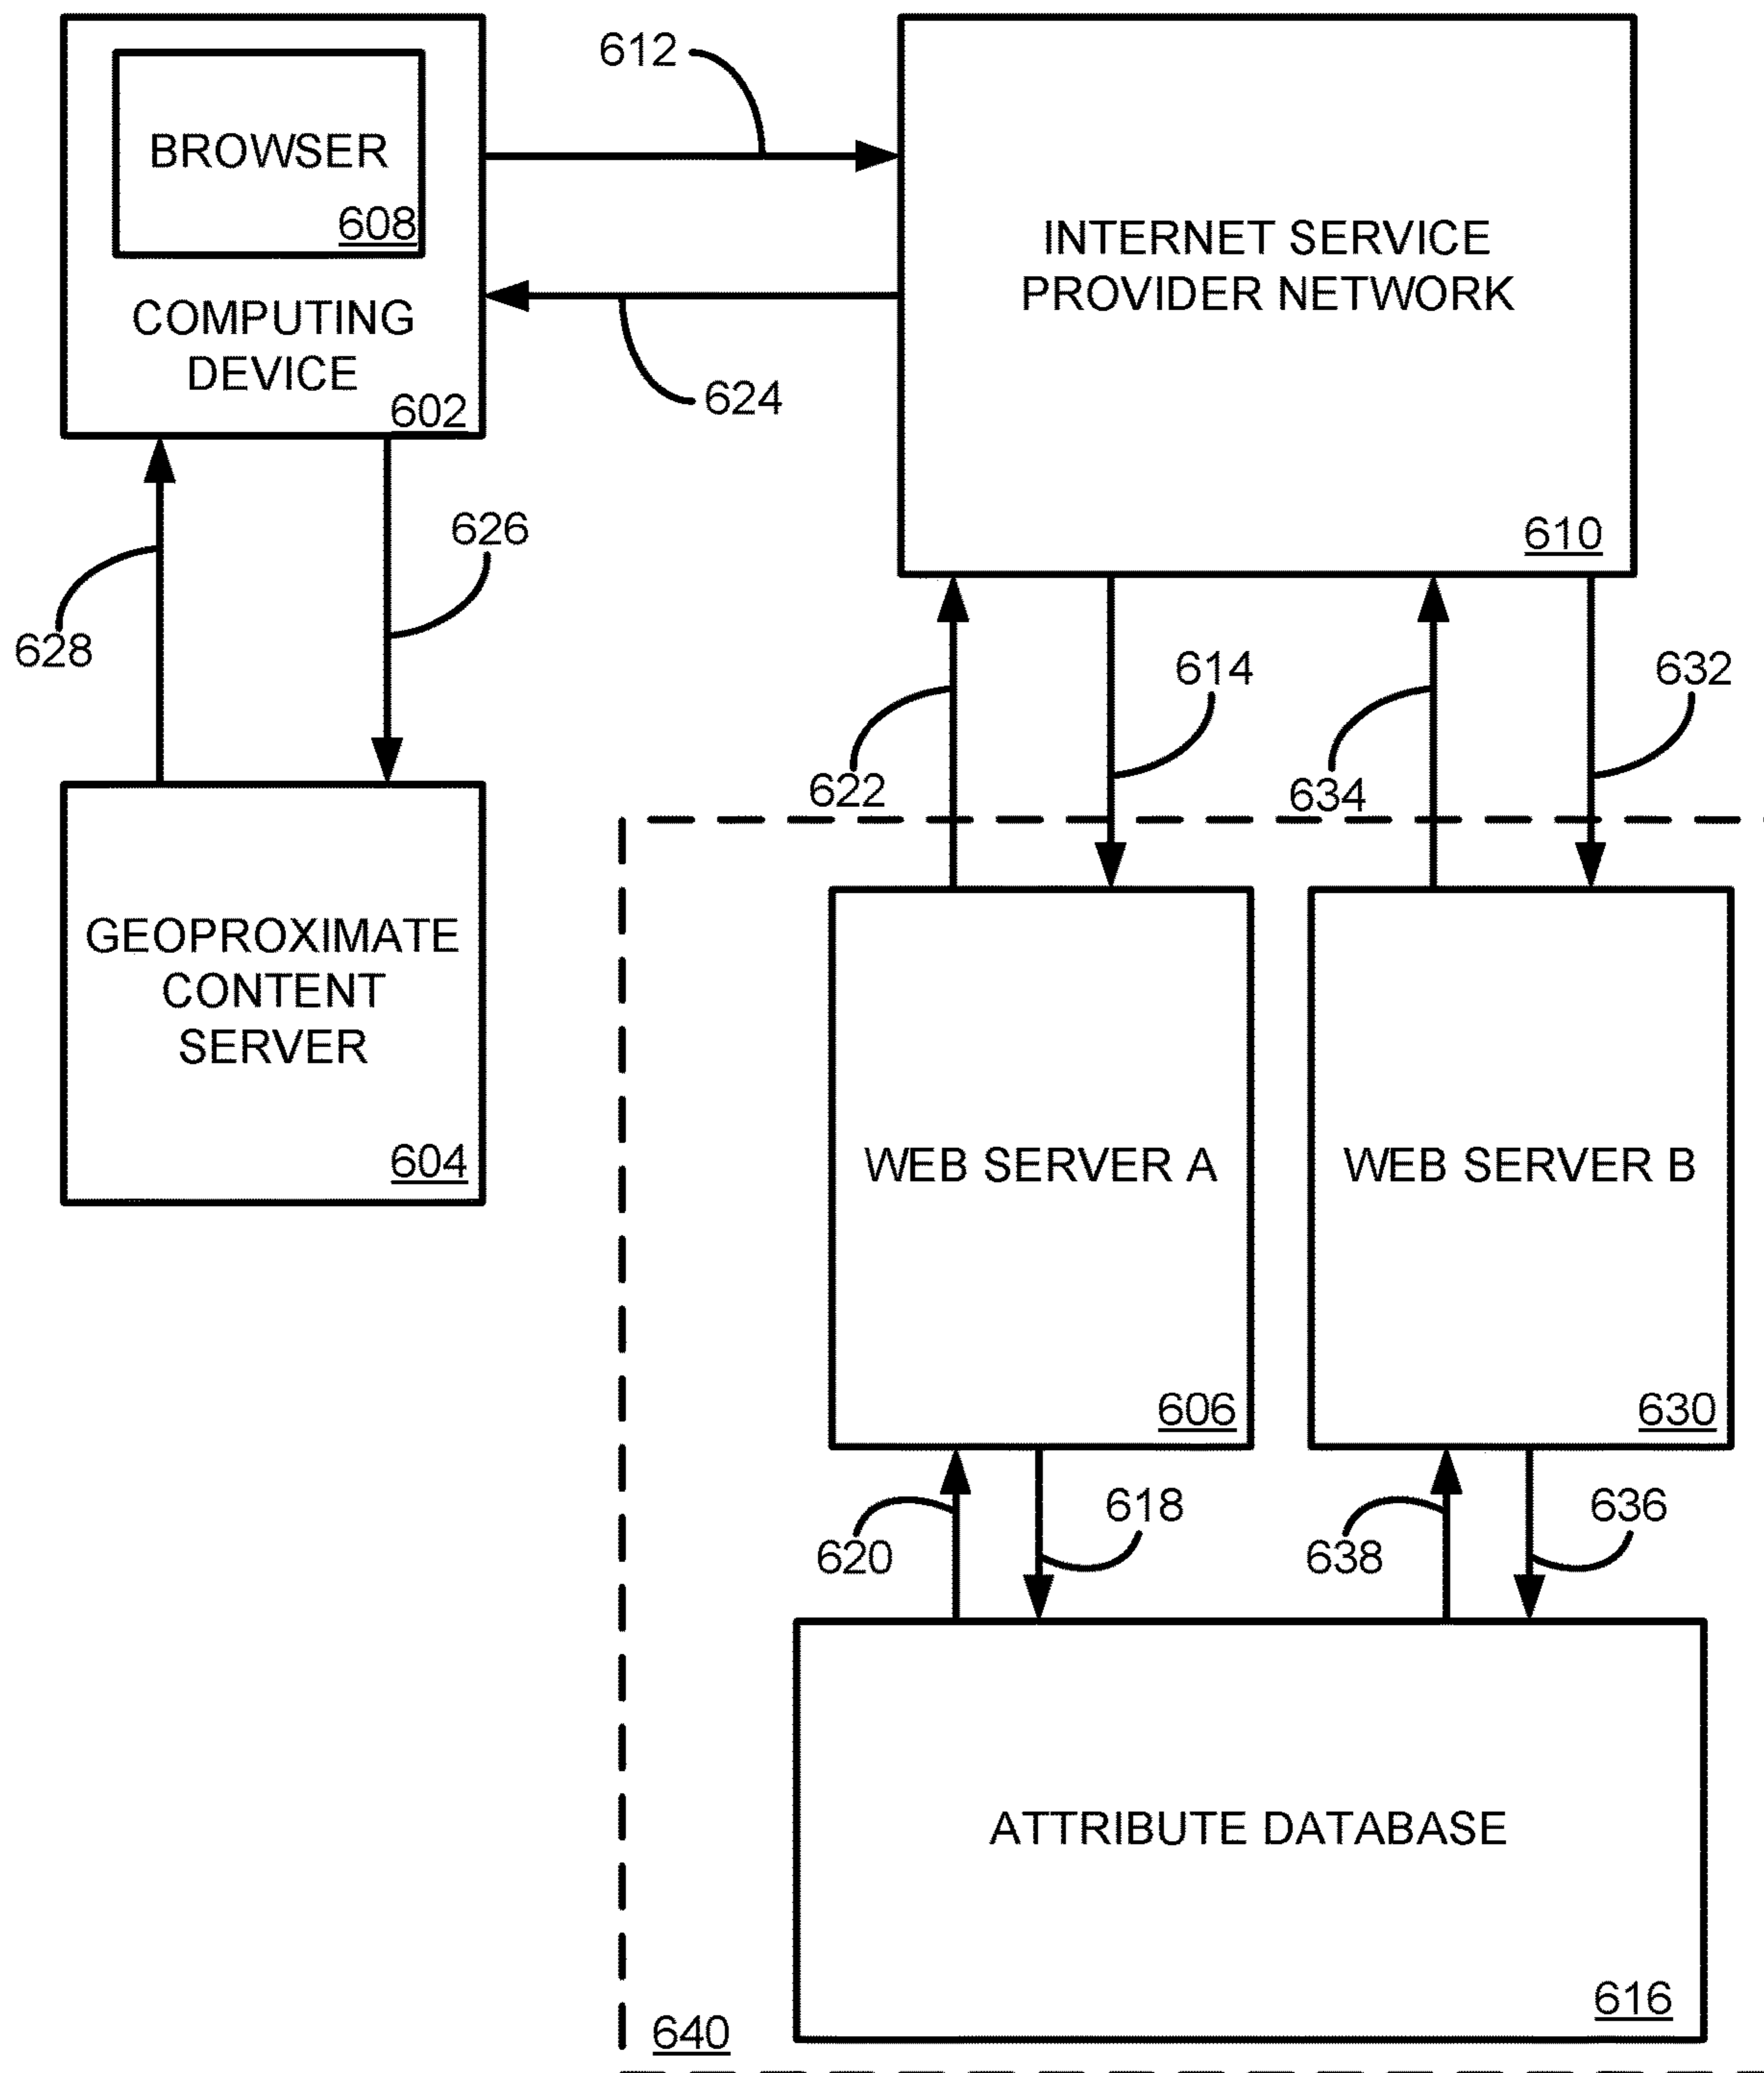 612
BROWSER
608
COMPUTING
DEVICE
602
INTERNET SERVICE
PROVIDER NETWORK
610
624
628
626
622
614
634
632
GEOPROXIMATE
CONTENT
SERVER
604
WEB SERVER A
606
WEB SERVER B
630
620
618
638
636
ATTRIBUTE DATABASE
616
640